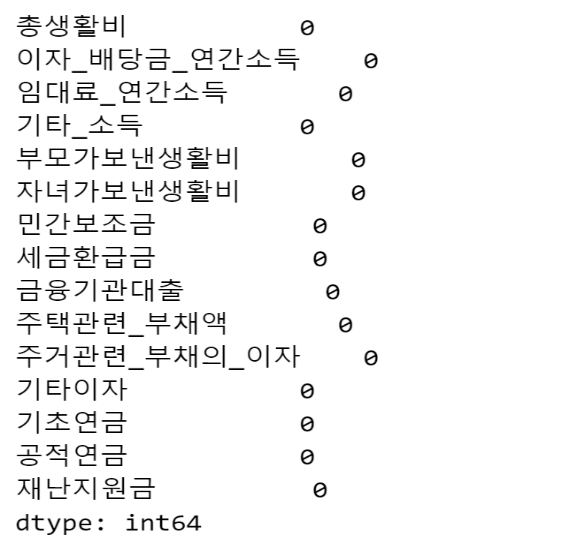 총생활비 0
이자_배당금_연간소득 0
임대료_연간소득 0
기타_소득 0
부모가보낸생활비 0
자녀가보낸생활비 0
민간보조금 0
세금환급금 0
금융기관대출 0
주택관련_부채액 0
주거관련_부채의_이자 0
기타이자 0
기초연금 0
공적연금 0
재난지원금 0
dtype: int64